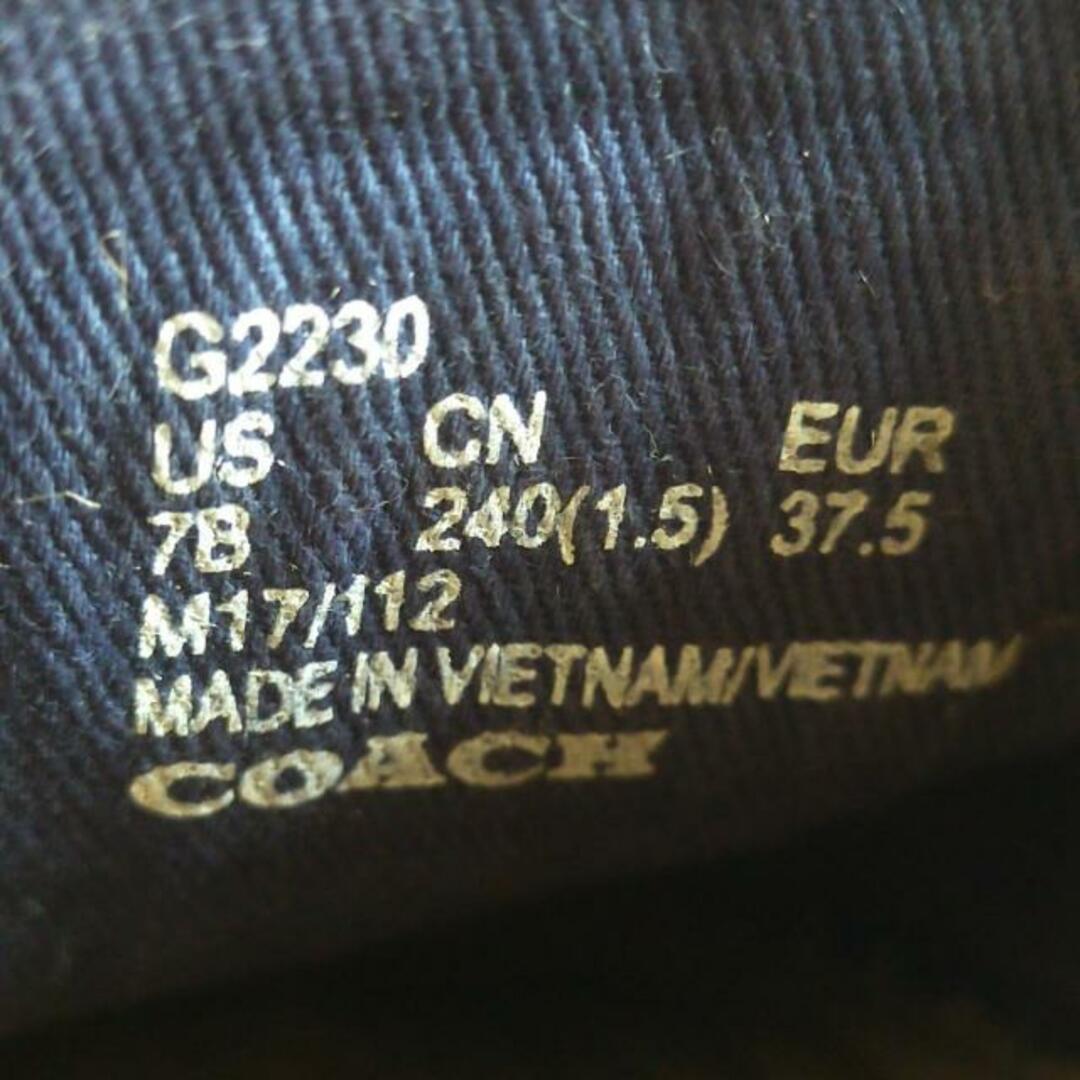 G2230
US CN EUR
7B 240(1.5) 37.5
M17/112
MADE IN VIETNAM/VIETNAM
COACH